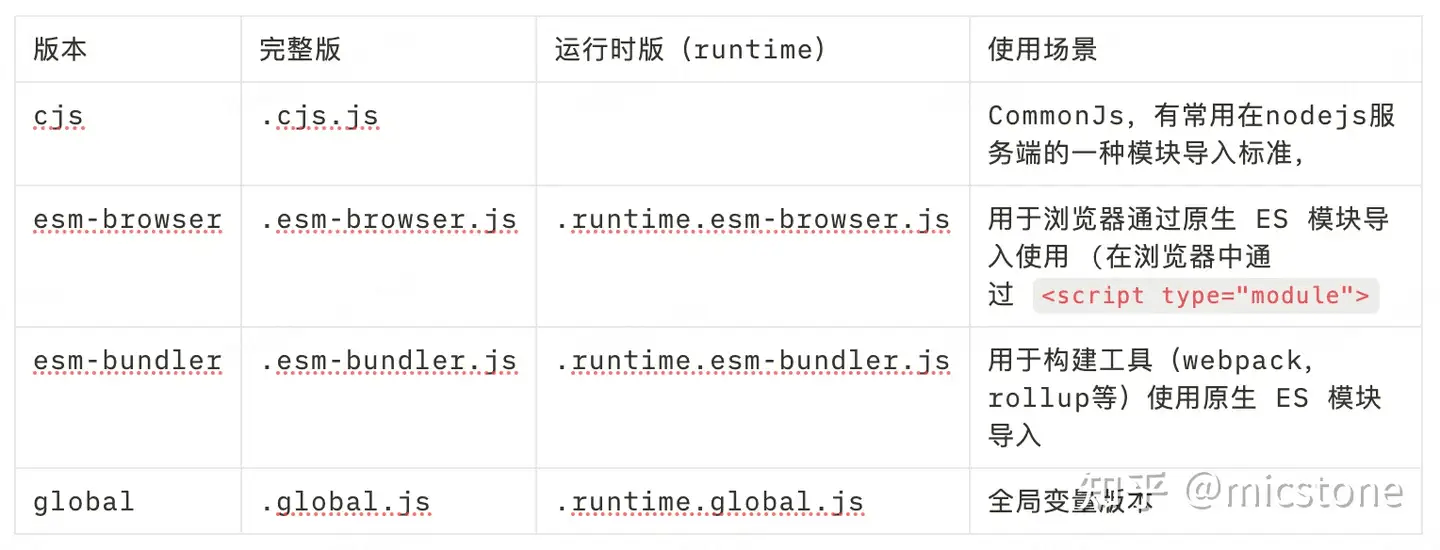 版本 完整版 运行时版（runtime） 使用场景
cjs .cjs.js CommonJs，有常用在nodejs服
务端的一种模块导入标准，
esm-browser .esm-browser.js .runtime.esm-browser.js 用于浏览器通过原生 ES 模块导
入使用 （在浏览器中通
过 <script type="module">
esm-bundler .esm-bundler.js .runtime.esm-bundler.js 用于构建工具（webpack，
rollup等）使用原生 ES 模块
导入
global .global.js .runtime.global.js 全局变量版本
知乎 @micstone